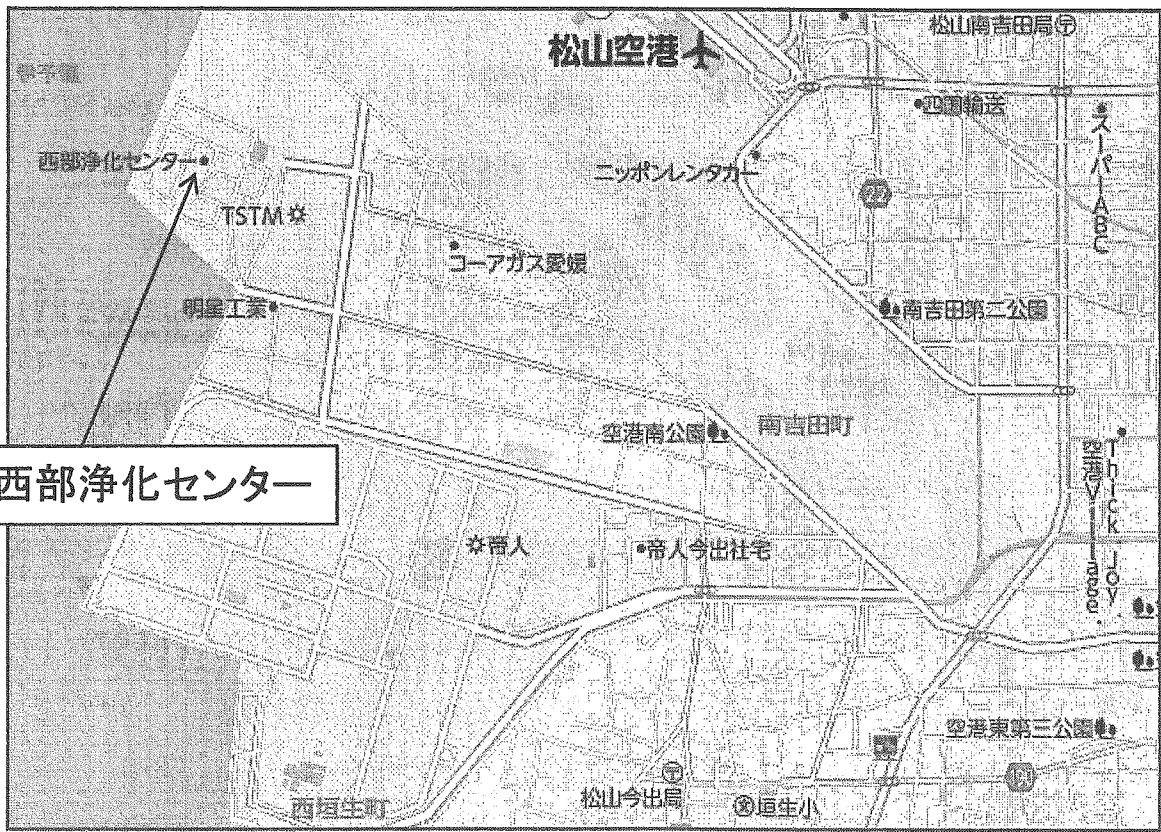 松山空港
松山南吉田局
伊予灘
四国輸送
スーパーABC
西部浄化センター
ニッポンレンタカー
TSTM
コーアガス愛媛
明星工業
南吉田第二公園
空港南公園
南吉田町
Thick Joy.
空港Village.
西部浄化センター
帝人
帝人今出社宅
空港東第三公園
松山今出局
垣生小
西垣生町